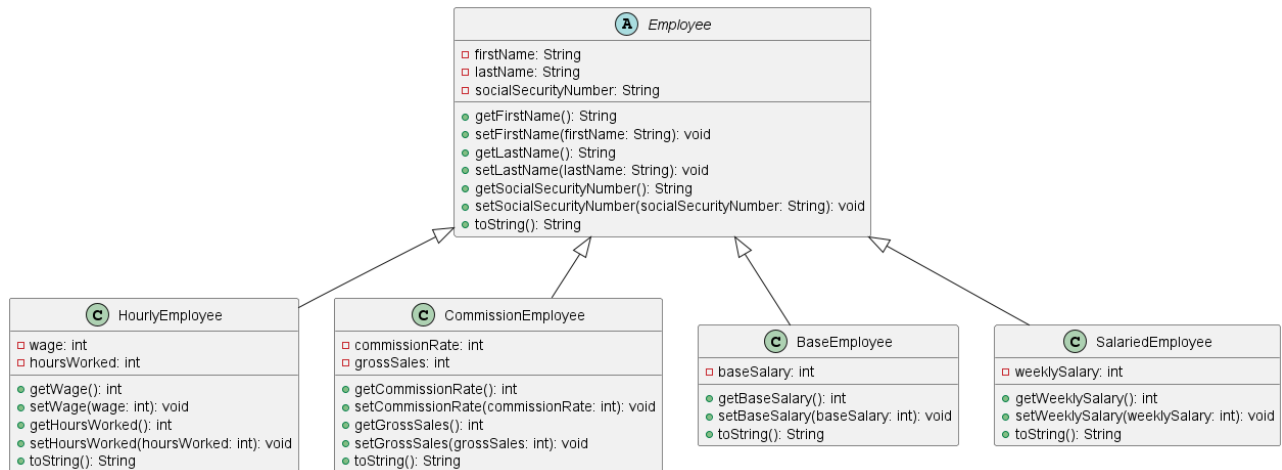 A Employee
firstName: String
lastName: String
socialSecurityNumber: String
getFirstName(): String
setFirstName(firstName: String): void
getLastName(): String
setLastName(lastName: String): void
getSocialSecurityNumber(): String
setSocialSecurityNumber(socialSecurityNumber: String): void
toString(): String
C HourlyEmployee
wage: int
hoursWorked: int
getWage(): int
setWage(wage: int): void
getHoursWorked(): int
setHoursWorked(hoursWorked: int): void
toString(): String
C CommissionEmployee
commissionRate: int
grossSales: int
getCommissionRate(): int
setCommissionRate(commissionRate: int): void
getGrossSales(): int
setGrossSales(grossSales: int): void
toString(): String
C BaseEmployee
baseSalary: int
getBaseSalary(): int
setBaseSalary(baseSalary: int): void
toString(): String
C SalariedEmployee
weeklySalary: int
getWeeklySalary(): int
setWeeklySalary(weeklySalary: int): void
toString(): String